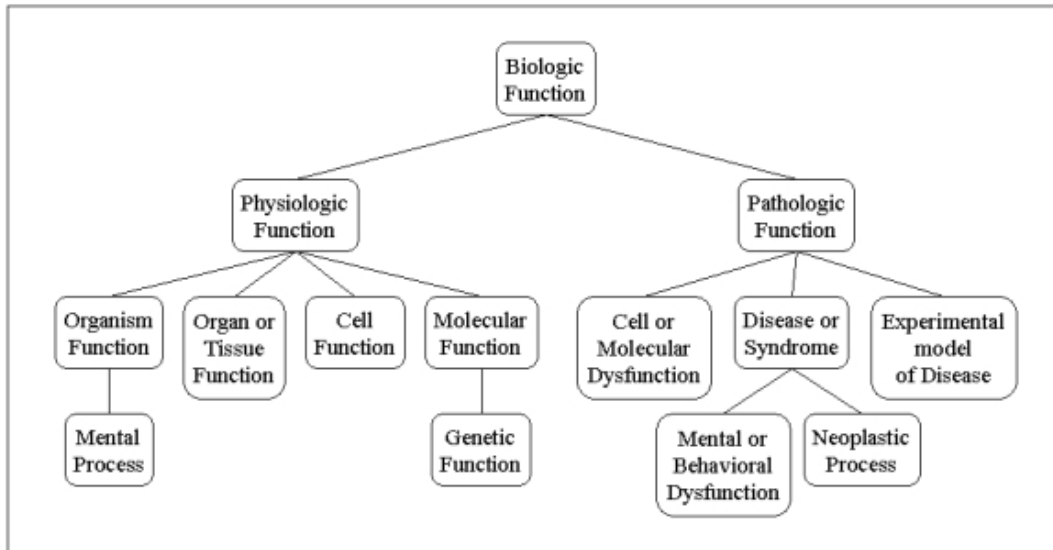 Biologic
Function
Physiologic
Function
Pathologic
Function
Organism
Function
Organ or
Tissue
Function
Cell
Function
Molecular
Function
Cell or
Molecular
Dysfunction
Disease or
Syndrome
Experimental
model
of Disease
Mental
Process
Genetic
Function
Mental or
Behavioral
Dysfunction
Neoplastic
Process